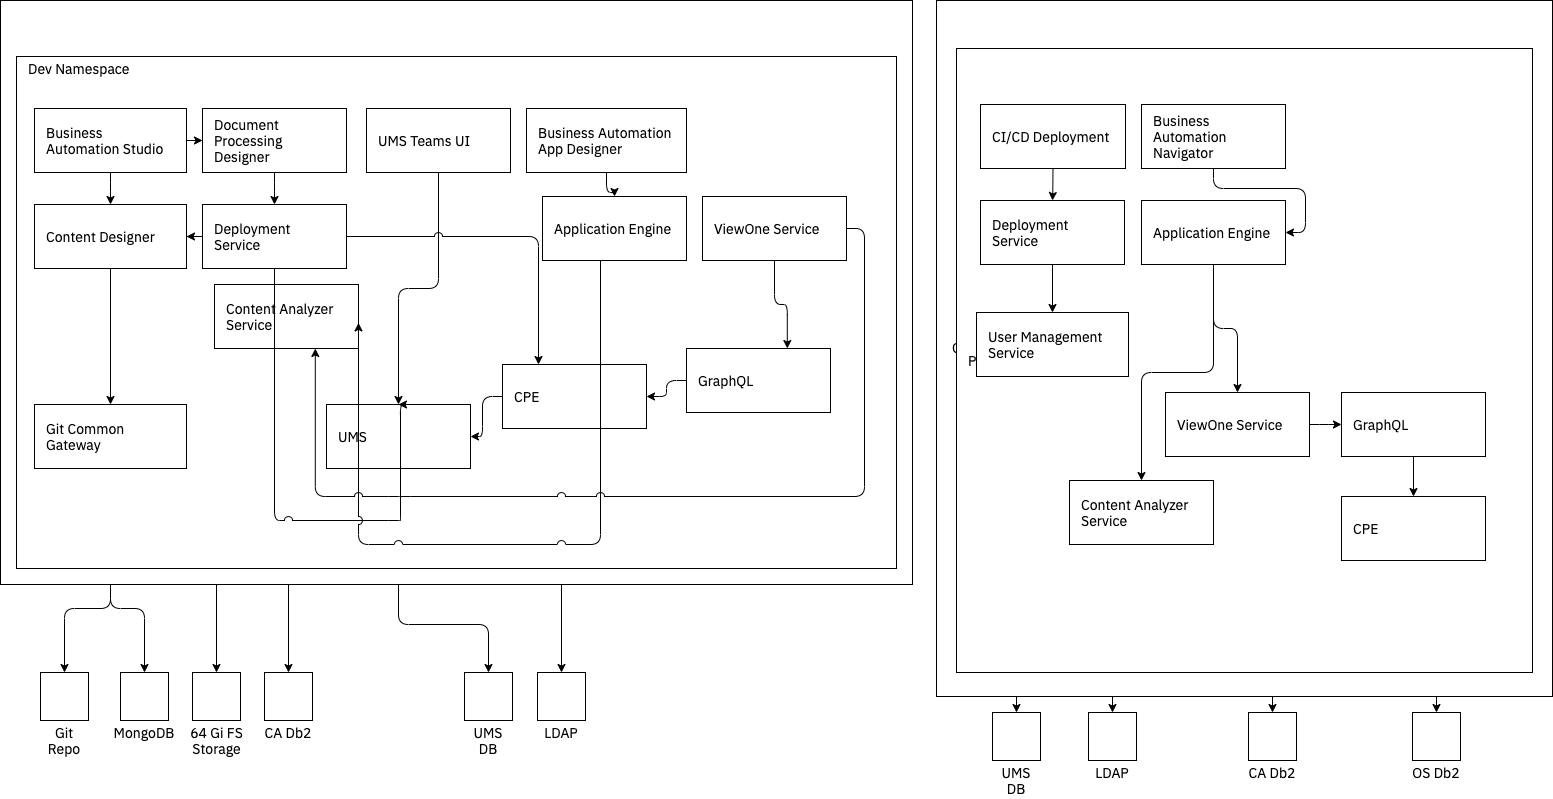 Dev Namespace
Business
Automation Studio
Document
Processing
Designer
UMS Teams UI
Business Automation
App Designer
Content Designer
Deployment
Service
Application Engine
ViewOne Service
Content Analyzer
Service
GraphQL
CPE
UMS
Git Common
Gateway
Git
Repo
MongoDB
64 Gi FS
Storage
CA Db2
UMS
DB
LDAP
CI/CD Deployment
Business
Automation
Navigator
Deployment
Service
Application Engine
User Management
Service
P
ViewOne Service
GraphQL
Content Analyzer
Service
CPE
UMS
DB
LDAP
CA Db2
OS Db2